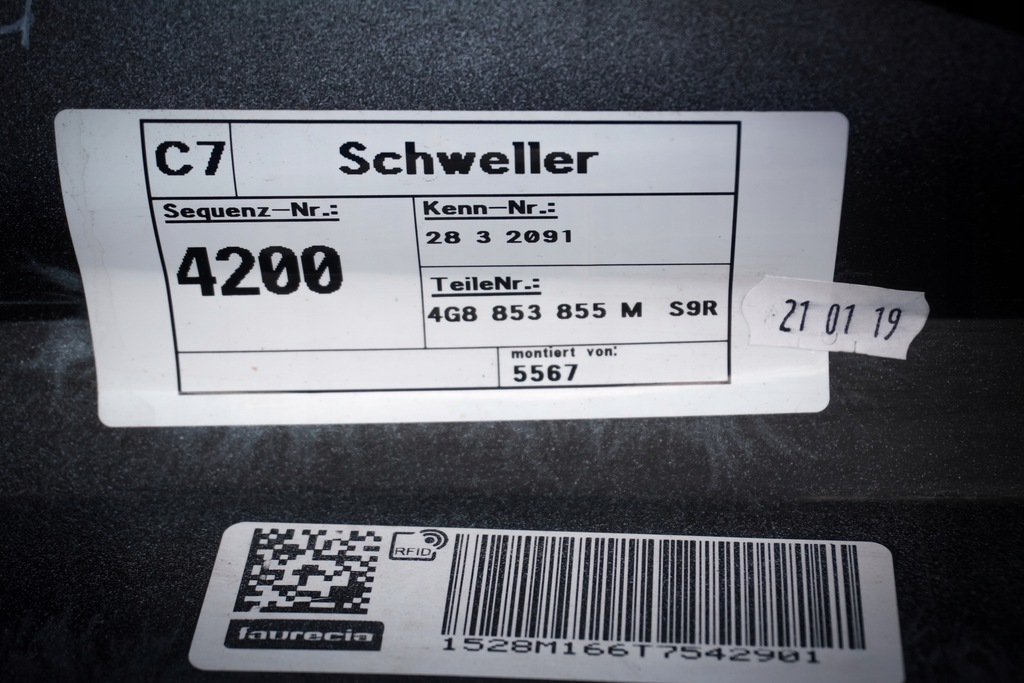 C7 Schweller
Sequenz-Nr.:
4200
Kenn-Nr.:
28 3 2091
TeileNr.:
4G8 853 855 M S9R
montiert von:
5567
21 01 19
RFID
faurecia
1528M166T7542901